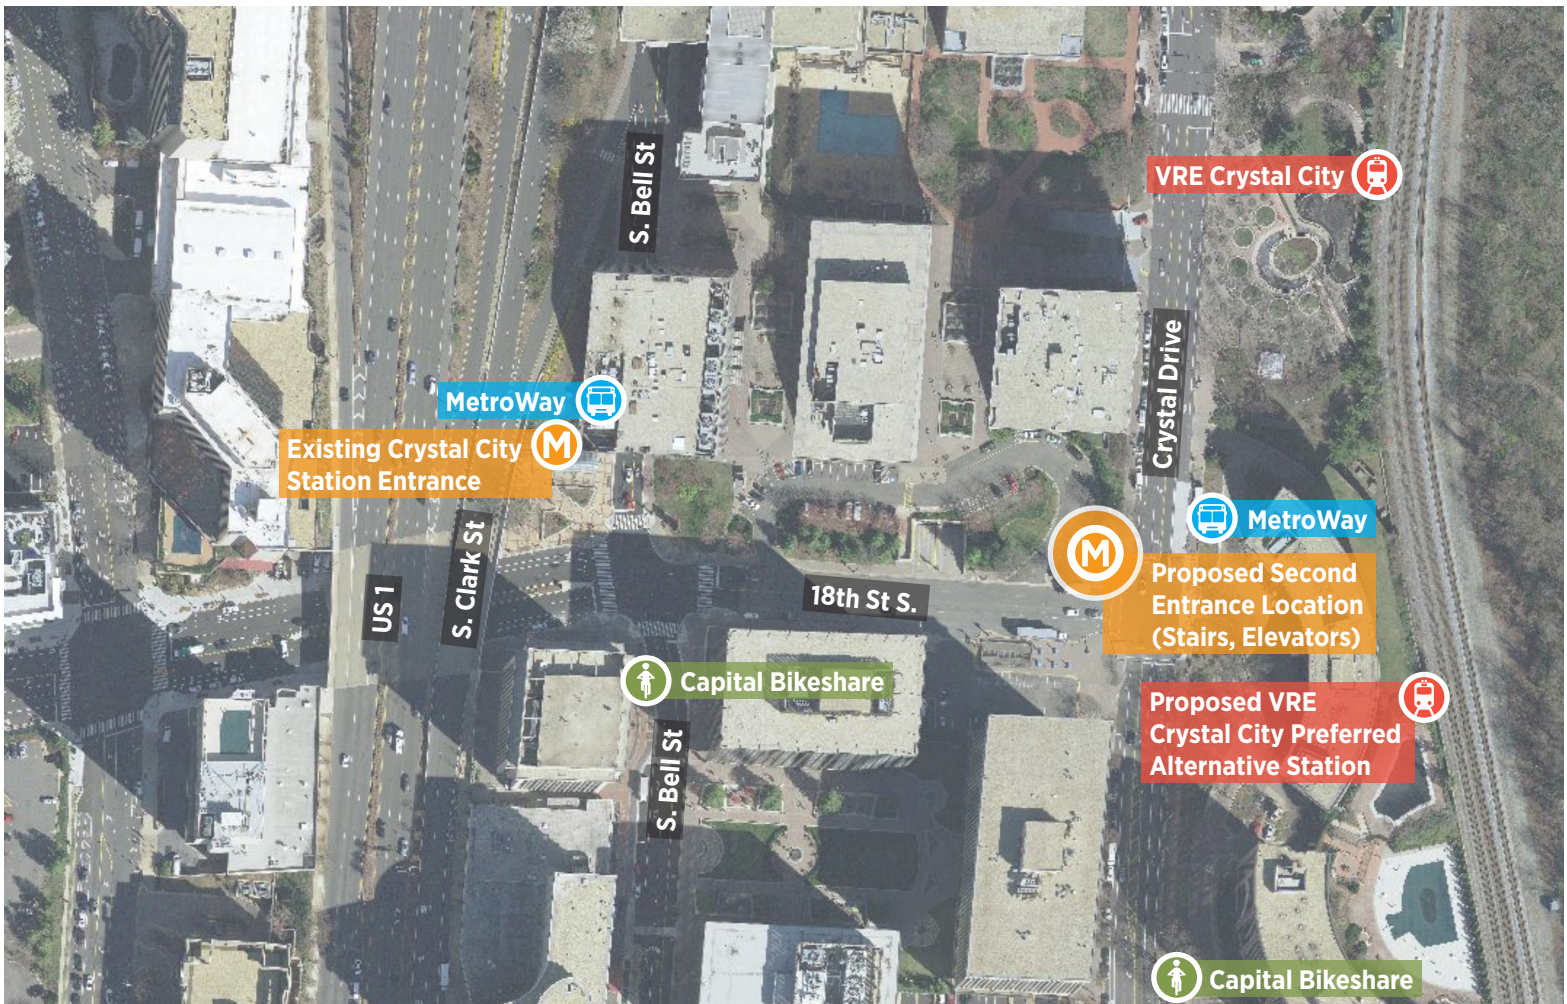 S. Bell St
VRE Crystal City
Crystal Drive
MetroWay
M
Existing Crystal City
Station Entrance
MetroWay
M
Proposed Second
Entrance Location
(Stairs, Elevators)
S. Clark St
US 1
18th St S.
Capital Bikeshare
Proposed VRE
Crystal City Preferred
Alternative Station
S. Bell St
Capital Bikeshare